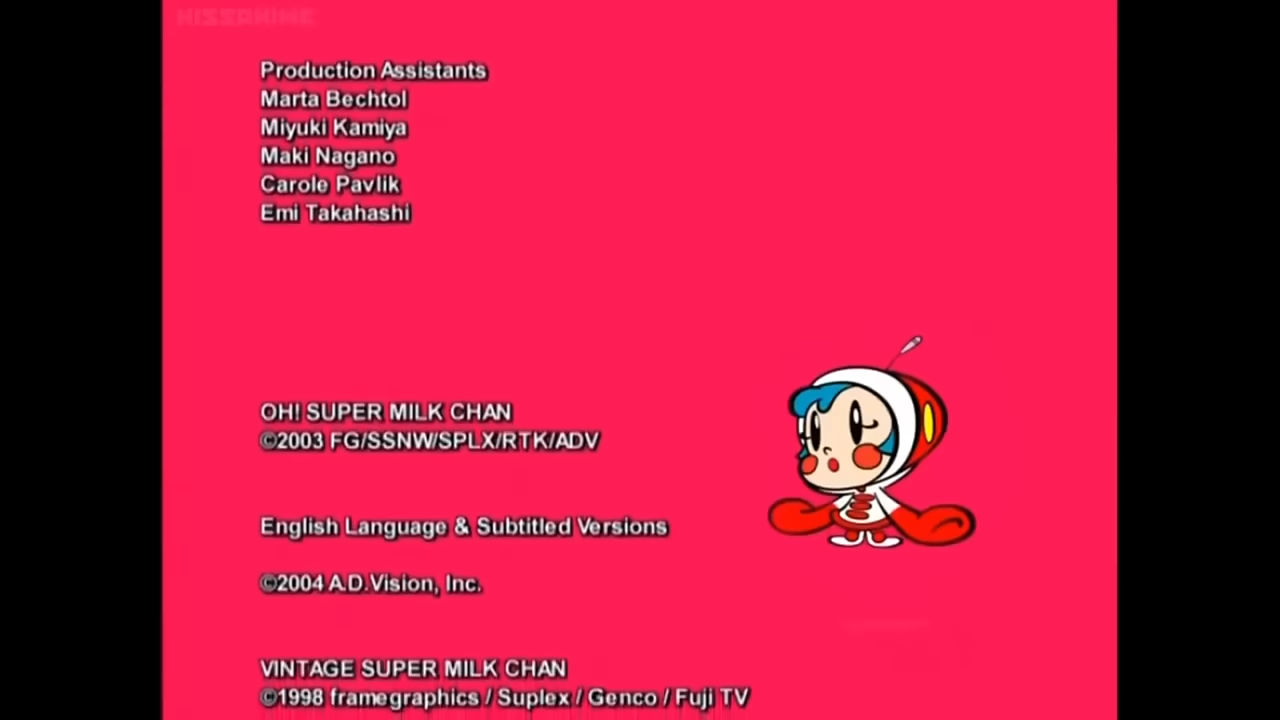 KISSANIME
Production Assistants
Marta Bechtol
Miyuki Kamiya
Maki Nagano
Carole Pavlik
Emi Takahashi
OH! SUPER MILK CHAN
©2003 FG/SSNW/SPLX/RTK/ADV
English Language & Subtitled Versions
©2004 A.D.Vision, Inc.
VINTAGE SUPER MILK CHAN
©1998 framegraphics / Suplex / Genco / Fuji TV